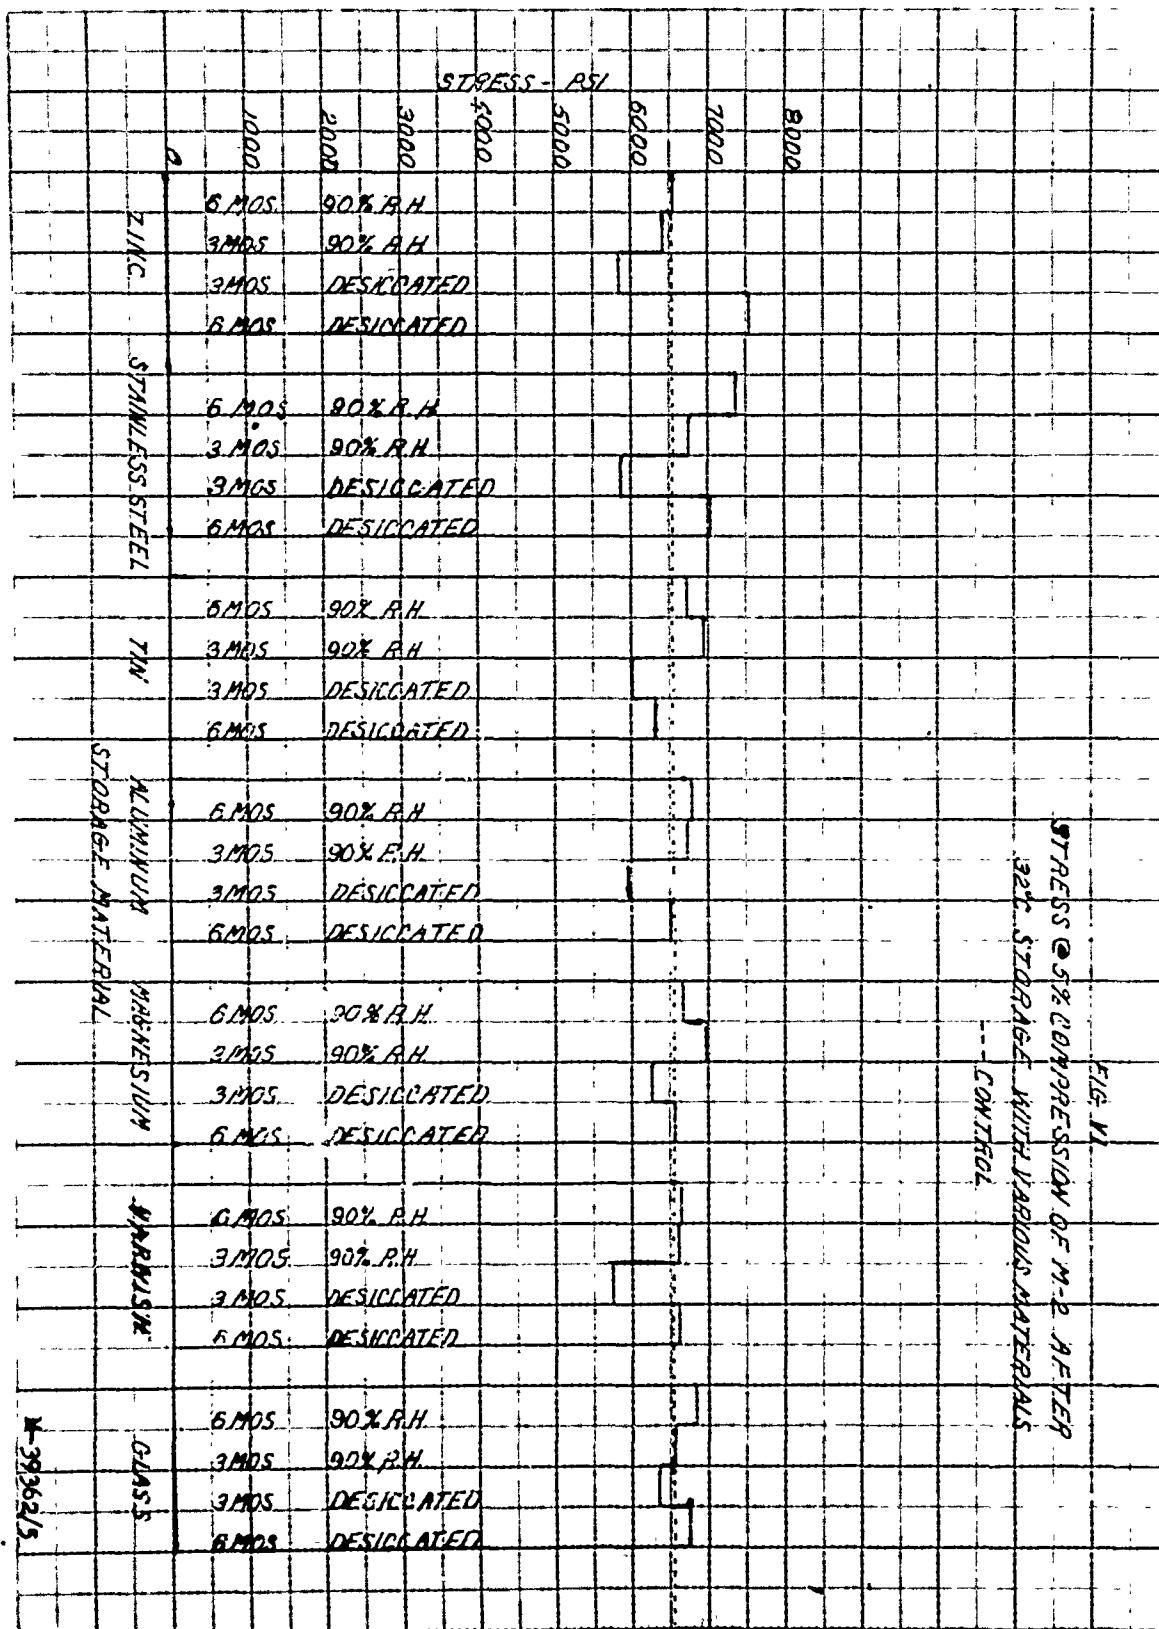 FIG VI
STRESS @ 5% COMPRESSION OF M-2 AFTER
32°C STORAGE WITH VARIOUS MATERIALS
--- CONTROL
STRESS - PSI
8000
7000
6000
5000
4000
3000
2000
1000
0
6 MOS. 90% R.H.
3 MOS 90% R.H.
3 MOS DESICCATED
6 MOS DESICCATED
ZINC
6 MOS 90% R.H.
3 MOS 90% R.H.
3 MOS DESICCATED
6 MOS DESICCATED
STAINLESS STEEL
6 MOS 90% R.H.
3 MOS 90% R.H.
3 MOS DESICCATED
6 MOS DESICCATED
TIN
6 MOS 90% R.H.
3 MOS 90% R.H.
3 MOS DESICCATED
6 MOS DESICCATED
ALUMINUM
6 MOS 90% R.H.
3 MOS 90% R.H.
3 MOS DESICCATED
6 MOS DESICCATED
MAGNESIUM
6 MOS 90% R.H.
3 MOS 90% R.H.
3 MOS DESICCATED
6 MOS DESICCATED
VARNISH
6 MOS 90% R.H.
3 MOS 90% R.H.
3 MOS DESICCATED
6 MOS DESICCATED
GLASS
STORAGE MATERIAL